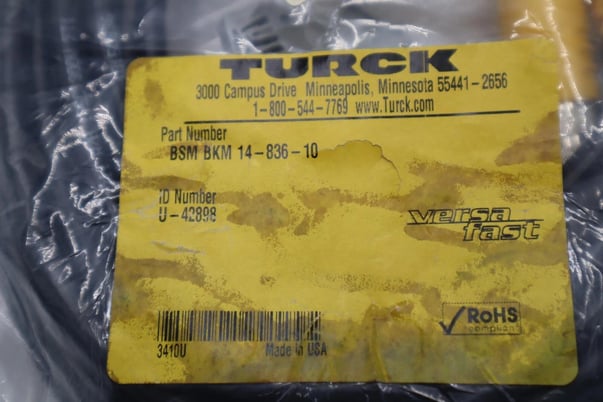 TURCK
3000 Campus Drive Minneapolis, Minnesota 55441-2656
1-800-544-7769 www.Turck.com
Part Number
BSM BKM 14-836-10
ID Number
U-42898
versa
fast
RoHS
compliant
3410U
Made in USA